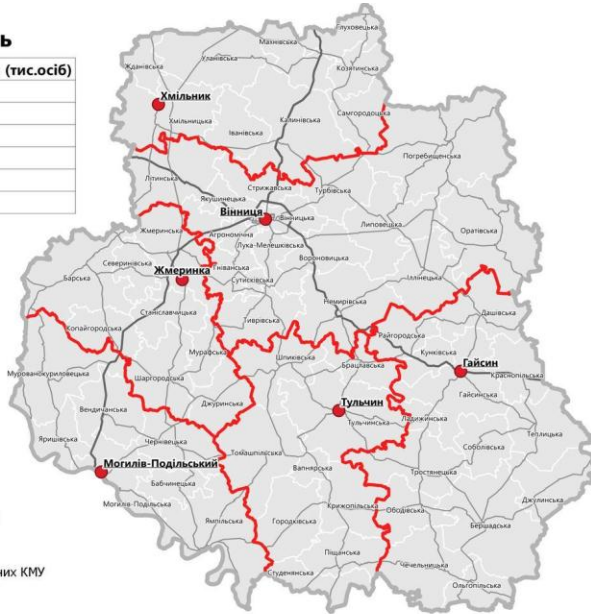 ь
(тис.осіб)
Глуховецька
Махнівська
Уланівська
Жданівська
Козятинська
Хмільник
Самгородоцька
Хмільницька
Калинівська
Іванівська
Погребищенська
Літинська
Стрижавська
Турбівська
Якушинецька
Вінниця
Вінницька
Жмеринська
Агрономічна
Липовецька
Оратівська
Лука-Мелешківська
Северинівська
Гніванська
Вороновицька
Барська
Жмеринка
Сутисківська
Іллінецька
Немирівська
Станіславчицька
Дашівська
Копайгородська
Тиврівська
Райгородська
Мурафська
Шпиківська
Кунківська
Гайсин
Мурованокуриловецька
Брацлавська
Краснопільська
Шаргородська
Гайсинська
Джуринська
Тульчин
Вендичанська
Тульчинська
Ладижинська
Теплицька
Яришівська
Чернівецька
Соболівська
Томашпільська
Могилів-Подільський
Вапнярська
Тростянецька
Бабчинецька
Джулинська
Могилів-Подільська
Крижопільська
Ободівська
Ямпільська
Городківська
Бершадська
Піщанська
Чечельницька
них КМУ
Студенянська
Ольгопільська